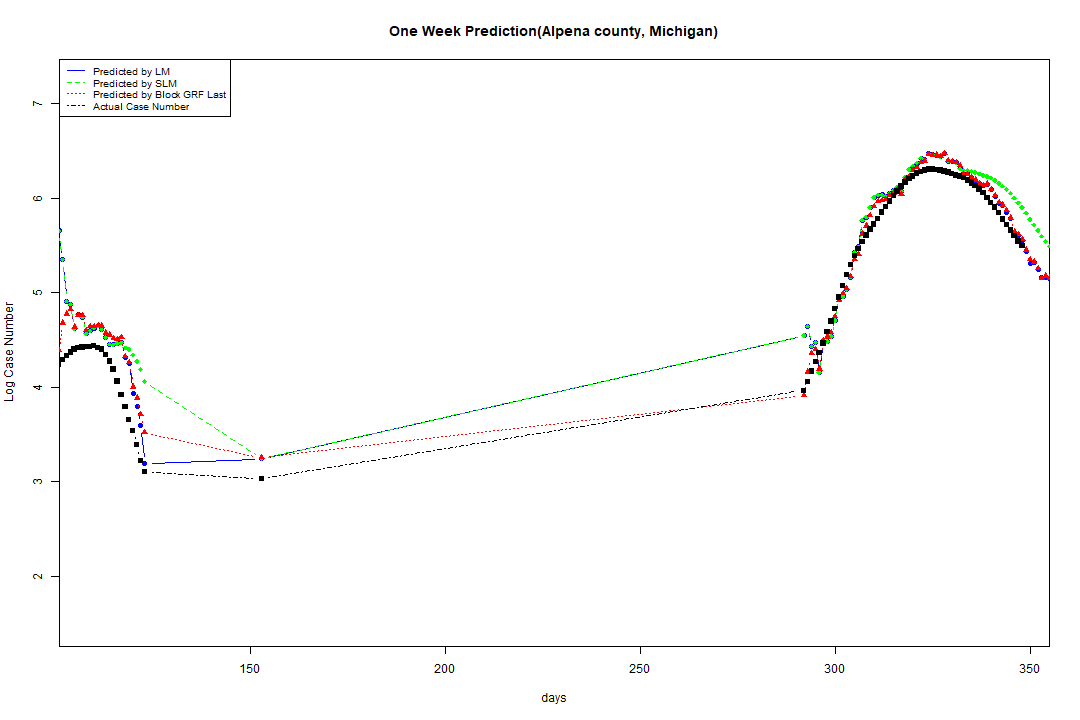 One Week Prediction(Alpena county, Michigan)
Predicted by LM
Predicted by SLM
Predicted by Block GRF Last
Actual Case Number
7
6
5
4
3
2
Log Case Number
150 200 250 300 350
days